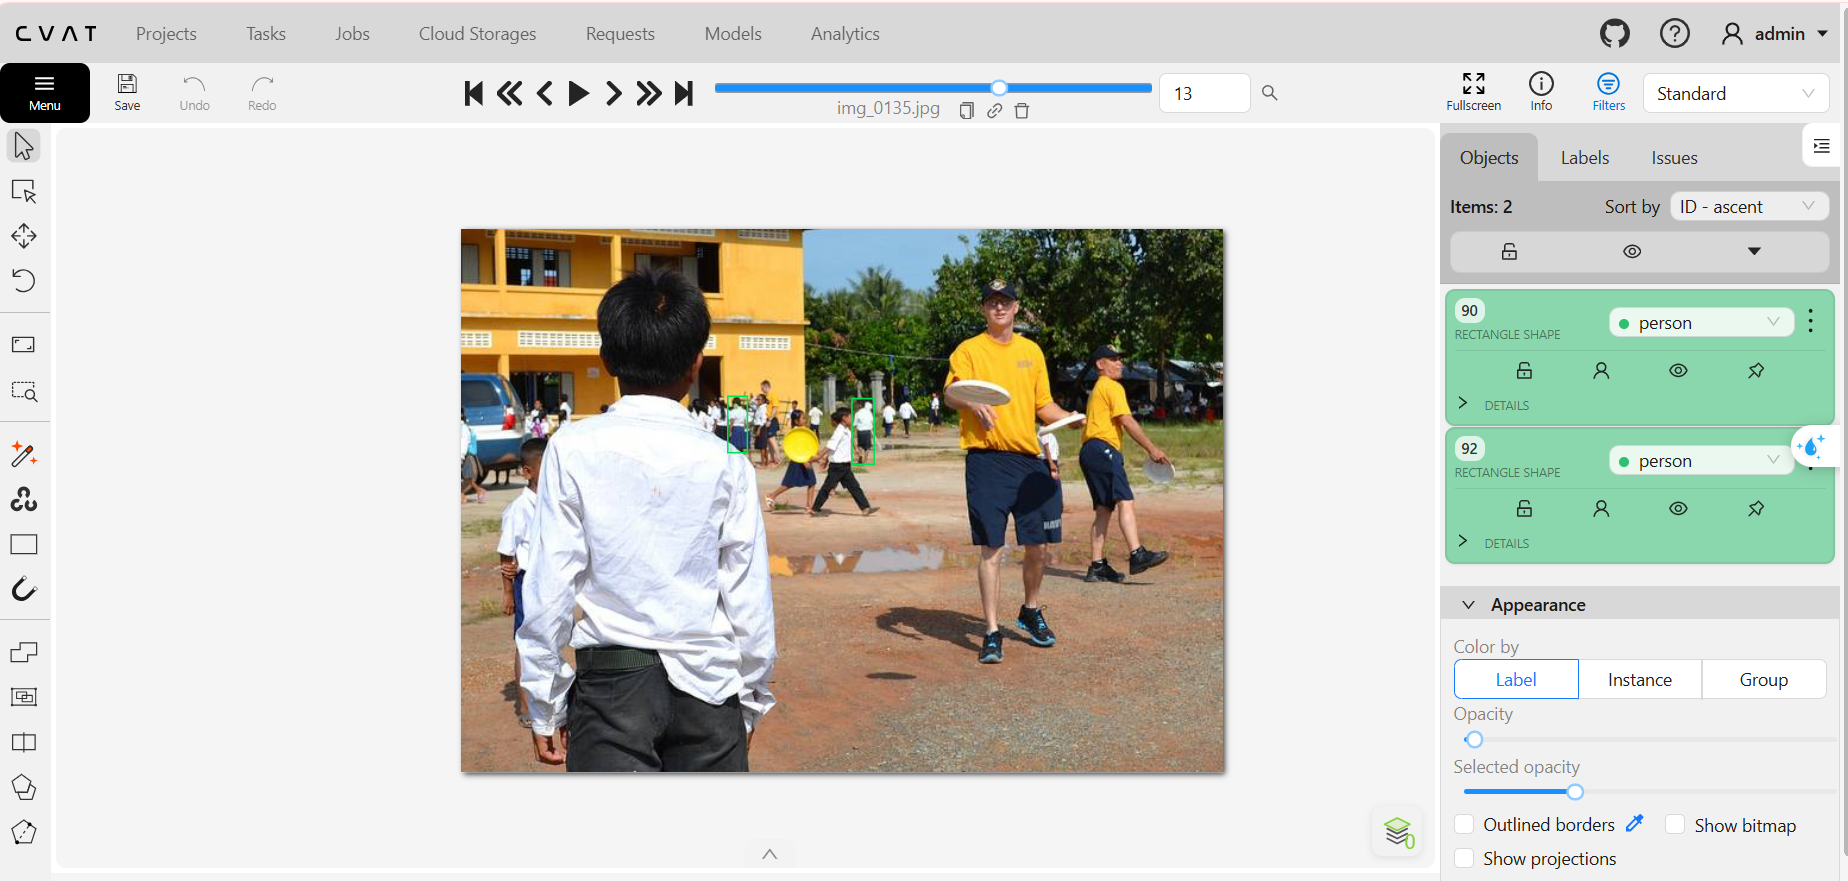 CVAT Projects Tasks Jobs Cloud Storages Requests Models Analytics admin
Menu Save Undo Redo img_0135.jpg 13 Fullscreen Info Filters Standard
Objects Labels Issues
Items: 2 Sort by ID - ascent
90 person
RECTANGLE SHAPE
DETAILS
92 person
RECTANGLE SHAPE
DETAILS
NAVY
Appearance
Color by
Label Instance Group
Opacity
Selected opacity
Outlined borders Show bitmap
Show projections
0